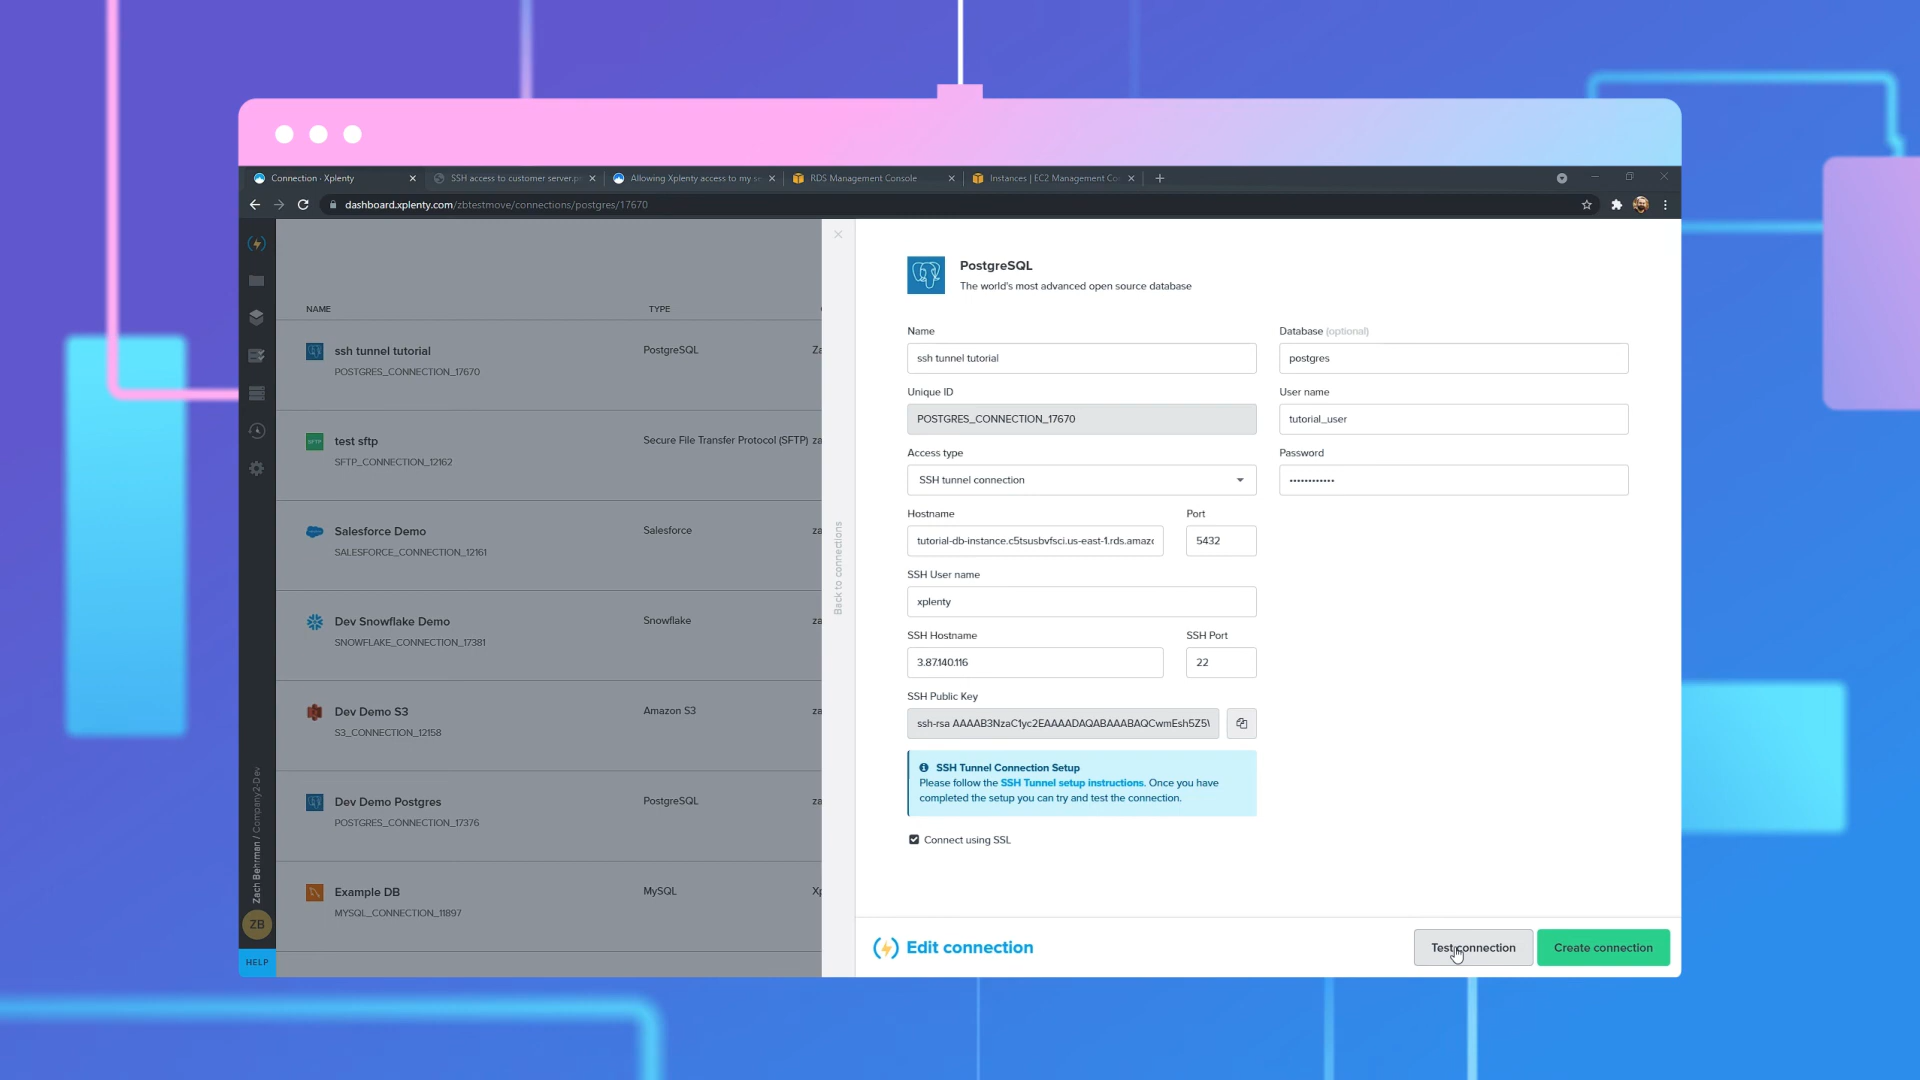 Connection · Xplenty
SSH access to customer server.p
Allowing Xplenty access to my se
RDS Management Console
Instances | EC2 Management Co
dashboard.xplenty.com/zbtestmove/connections/postgres/17670
NAME
TYPE
ssh tunnel tutorial
POSTGRES_CONNECTION_17670
PostgreSQL
Za
test sftp
SFTP_CONNECTION_12162
Secure File Transfer Protocol (SFTP)
za
SFTP
Salesforce Demo
SALESFORCE_CONNECTION_12161
Salesforce
za
Dev Snowflake Demo
SNOWFLAKE_CONNECTION_17381
Snowflake
za
Dev Demo S3
S3_CONNECTION_12158
Amazon S3
za
Dev Demo Postgres
POSTGRES_CONNECTION_17376
PostgreSQL
za
Example DB
MYSQL_CONNECTION_11897
MySQL
Xp
Zach Behrman / Company2-Dev
ZB
HELP
Back to connections
PostgreSQL
The world's most advanced open source database
Name
ssh tunnel tutorial
Unique ID
POSTGRES_CONNECTION_17670
Access type
SSH tunnel connection
Hostname
tutorial-db-instance.c5tsusbvfsci.us-east-1.rds.amazo
Port
5432
SSH User name
xplenty
SSH Hostname
3.87.140.116
SSH Port
22
SSH Public Key
ssh-rsa AAAAB3NzaC1yc2EAAAADAQABAAABAQCwmEsh5Z5\
SSH Tunnel Connection Setup
Please follow the SSH Tunnel setup instructions. Once you have
completed the setup you can try and test the connection.
Connect using SSL
Database (optional)
postgres
User name
tutorial_user
Password
••••••••••••
Edit connection
Test connection
Create connection